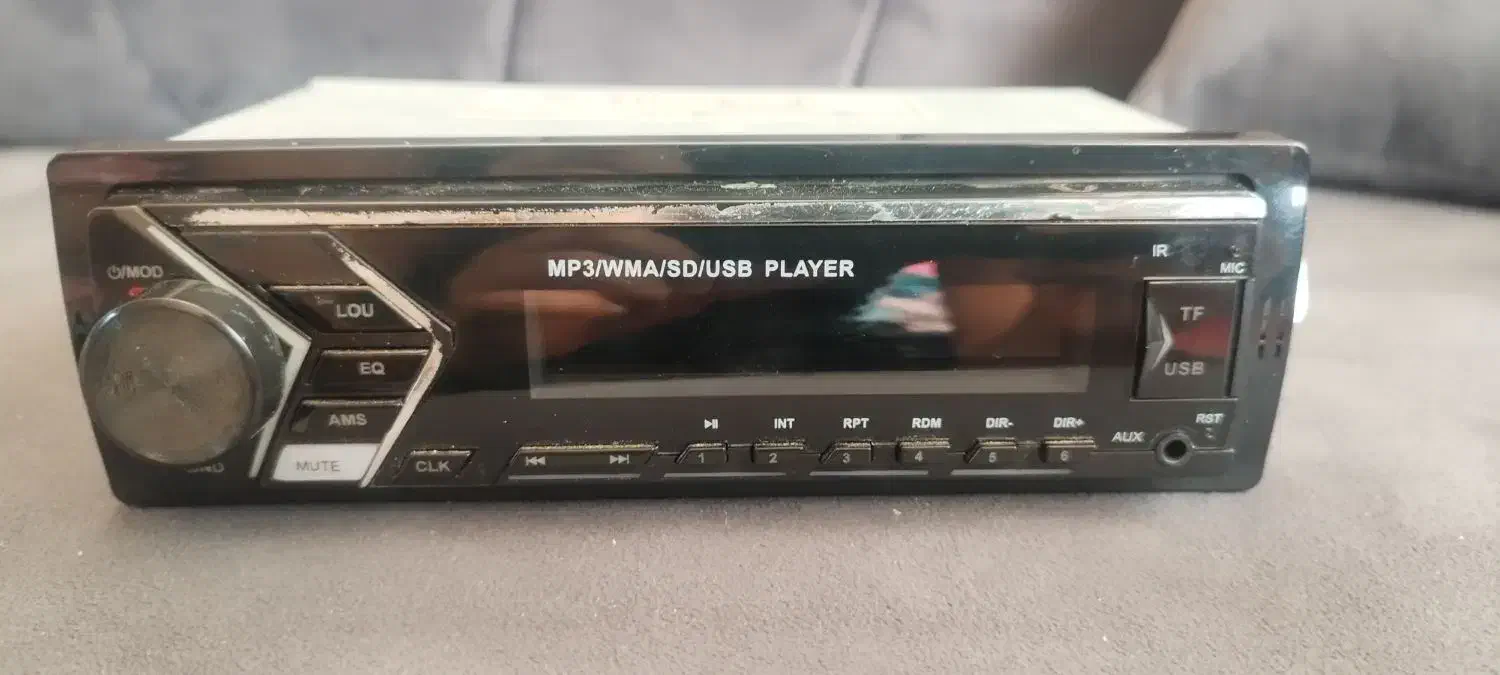 ⏻/MOD
LOU
EQ
AMS
MUTE
CLK
MP3/WMA/SD/USB PLAYER
IR
MIC
TF
USB
⏯ INT RPT RDM DIR- DIR+
⏮ ⏭ 1 2 3 4 5 6
AUX
RST